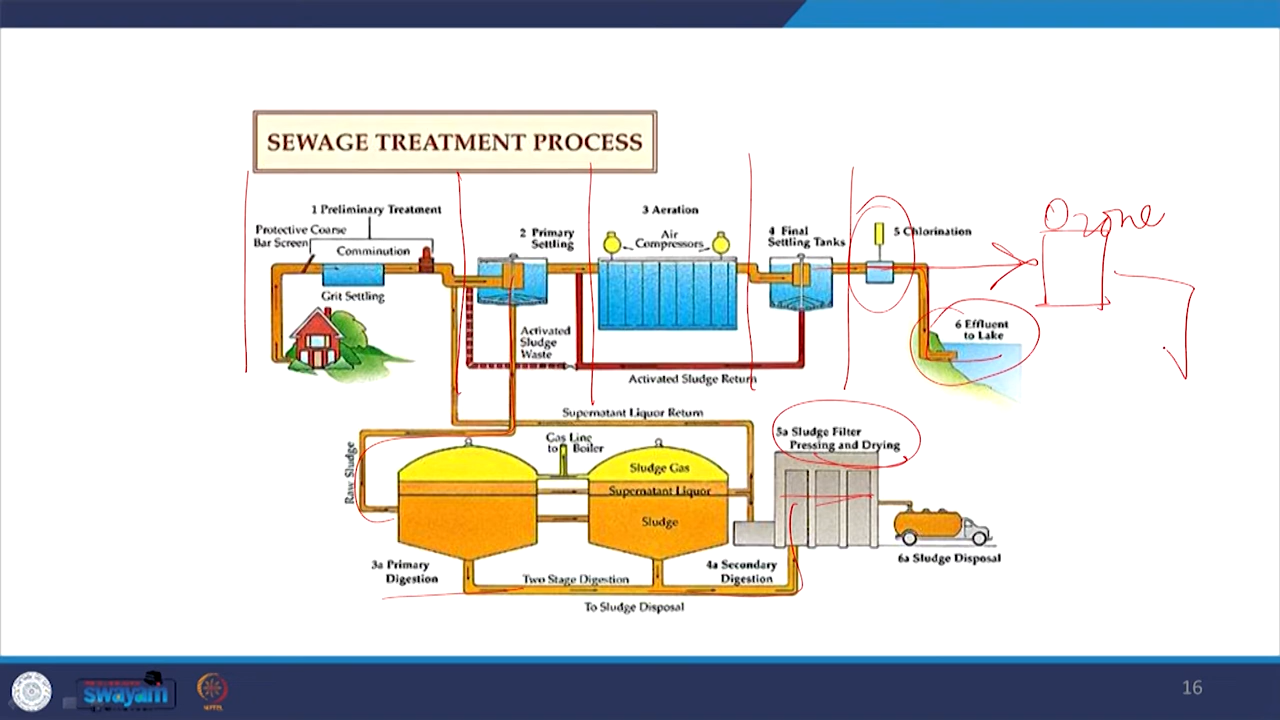 SEWAGE TREATMENT PROCESS
1 Preliminary Treatment
Protective Coarse
Bar Screen
Comminution
Grit Settling
2 Primary
Settling
3 Aeration
Air
Compressors
4 Final
Settling Tanks
5 Chlorination
Ozone
6 Effluent
to Lake
Activated
Sludge
Waste
Activated Sludge Return
Supernatant Liquor Return
Raw Sludge
Gas Line
to Boiler
Sludge Gas
Supernatant Liquor
Sludge
5a Sludge Filter
Pressing and Drying
3a Primary
Digestion
Two Stage Digestion
4a Secondary
Digestion
6a Sludge Disposal
To Sludge Disposal
swayam
16